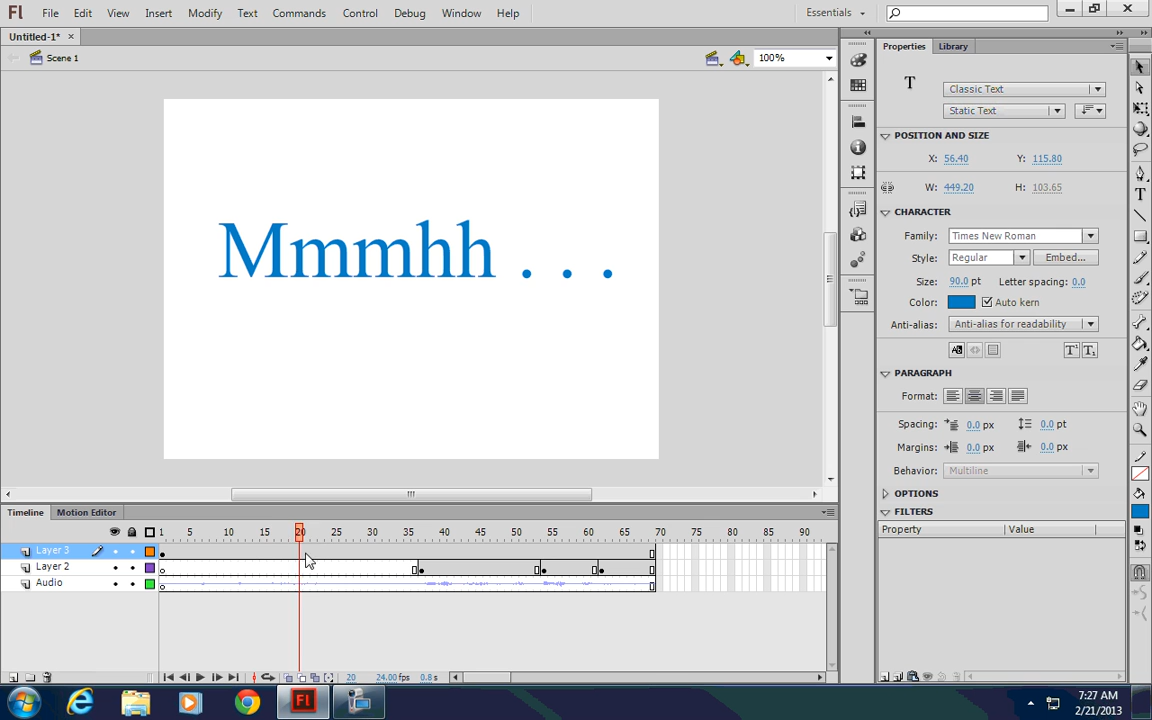 Fl File Edit View Insert Modify Text Commands Control Debug Window Help Essentials
Untitled-1* ×
Scene 1 100%
Mmmhh . . .
Properties Library
T Classic Text
Static Text
POSITION AND SIZE
X: 56.40 Y: 115.80
W: 449.20 H: 103.65
CHARACTER
Family: Times New Roman
Style: Regular Embed...
Size: 90.0 pt Letter spacing: 0.0
Color: Auto kern
Anti-alias: Anti-alias for readability
T¹ T₁
PARAGRAPH
Format:
Spacing: 0.0 px 0.0 pt
Margins: 0.0 px 0.0 px
Behavior: Multiline
OPTIONS
FILTERS
Property Value
Timeline Motion Editor
1 5 10 15 20 25 30 35 40 45 50 55 60 65 70 75 80 85 90
Layer 3
Layer 2
Audio
20 24.00 fps 0.8 s
Fl
7:27 AM
2/21/2013